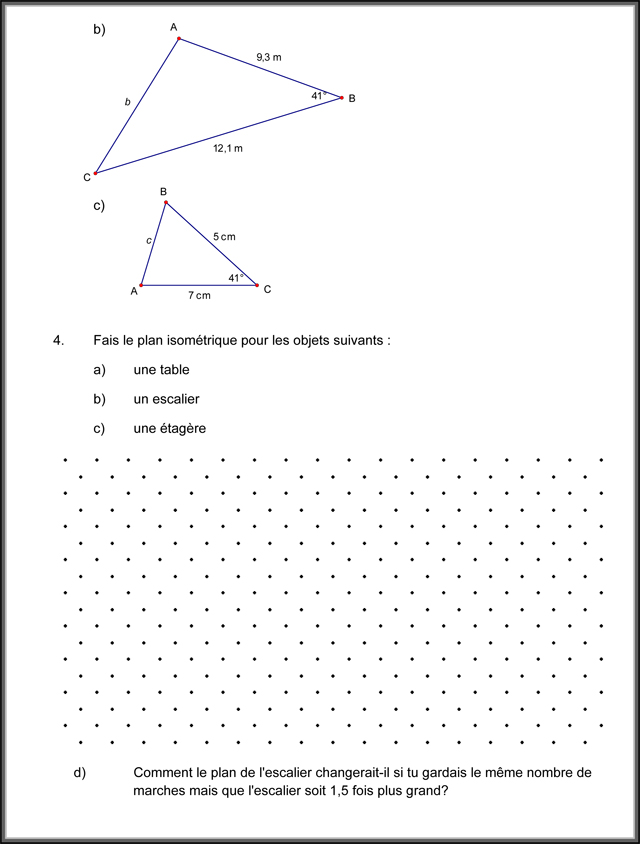 b)
A
9,3 m
b
41°
B
12,1 m
C
c)
B
c
5 cm
41°
A
7 cm
C
4. Fais le plan isométrique pour les objets suivants :
a) une table
b) un escalier
c) une étagère
d) Comment le plan de l'escalier changerait-il si tu gardais le même nombre de
marches mais que l'escalier soit 1,5 fois plus grand?